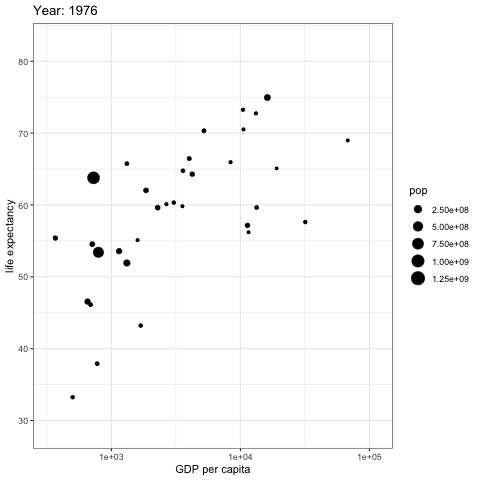 Year: 1976
80
70
60
50
40
30
life expectancy
1e+03
1e+04
1e+05
GDP per capita
pop
2.50e+08
5.00e+08
7.50e+08
1.00e+09
1.25e+09